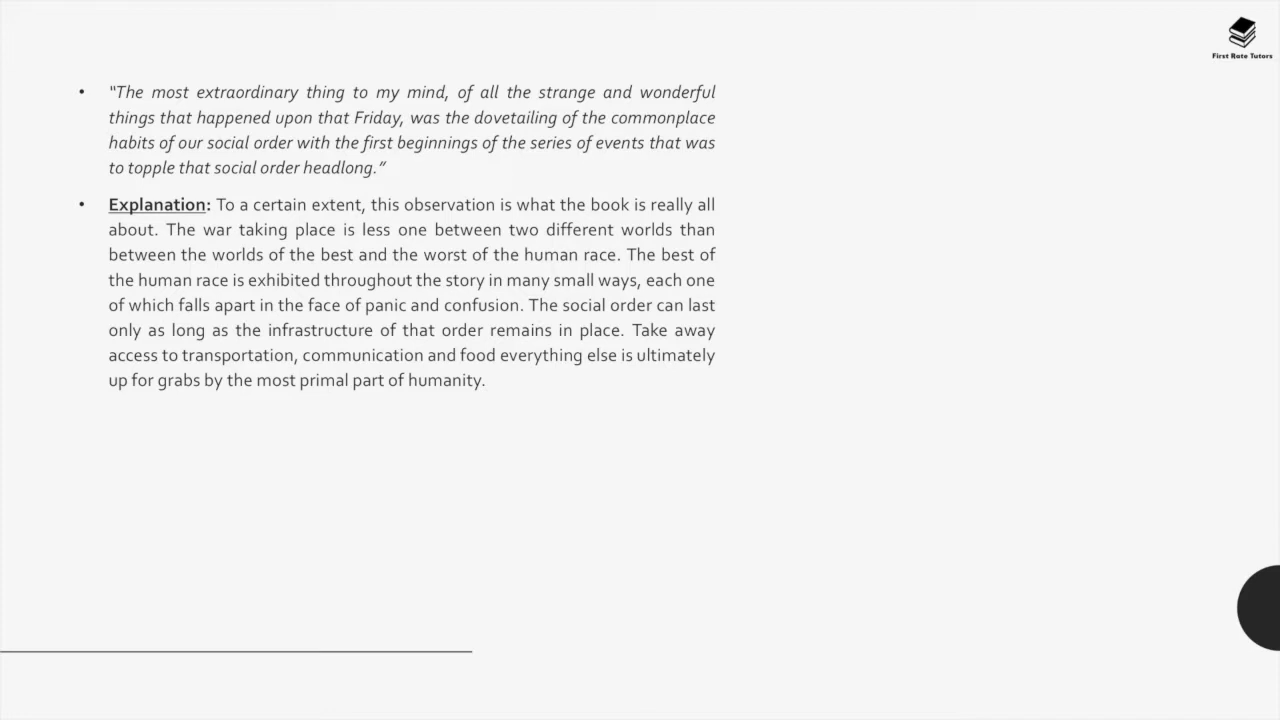 First Rate Tutors
• "The most extraordinary thing to my mind, of all the strange and wonderful
things that happened upon that Friday, was the dovetailing of the commonplace
habits of our social order with the first beginnings of the series of events that was
to topple that social order headlong."
• Explanation: To a certain extent, this observation is what the book is really all
about. The war taking place is less one between two different worlds than
between the worlds of the best and the worst of the human race. The best of
the human race is exhibited throughout the story in many small ways, each one
of which falls apart in the face of panic and confusion. The social order can last
only as long as the infrastructure of that order remains in place. Take away
access to transportation, communication and food everything else is ultimately
up for grabs by the most primal part of humanity.